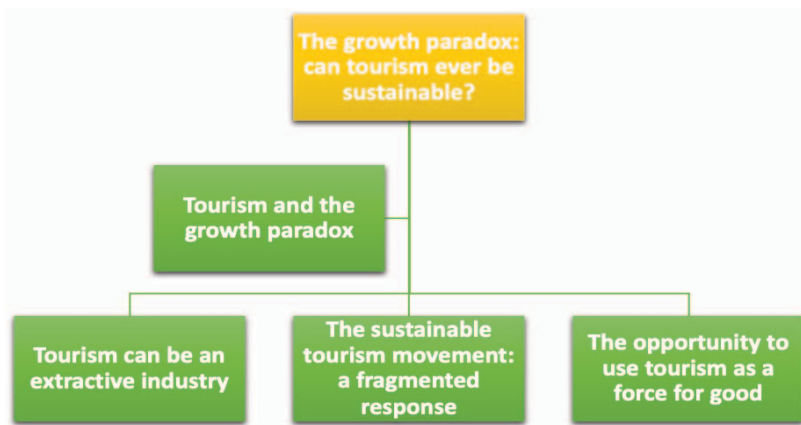 The growth paradox:
can tourism ever be
sustainable?
Tourism and the
growth paradox
Tourism can be an
extractive industry
The sustainable
tourism movement:
a fragmented
response
The opportunity to
use tourism as a
force for good